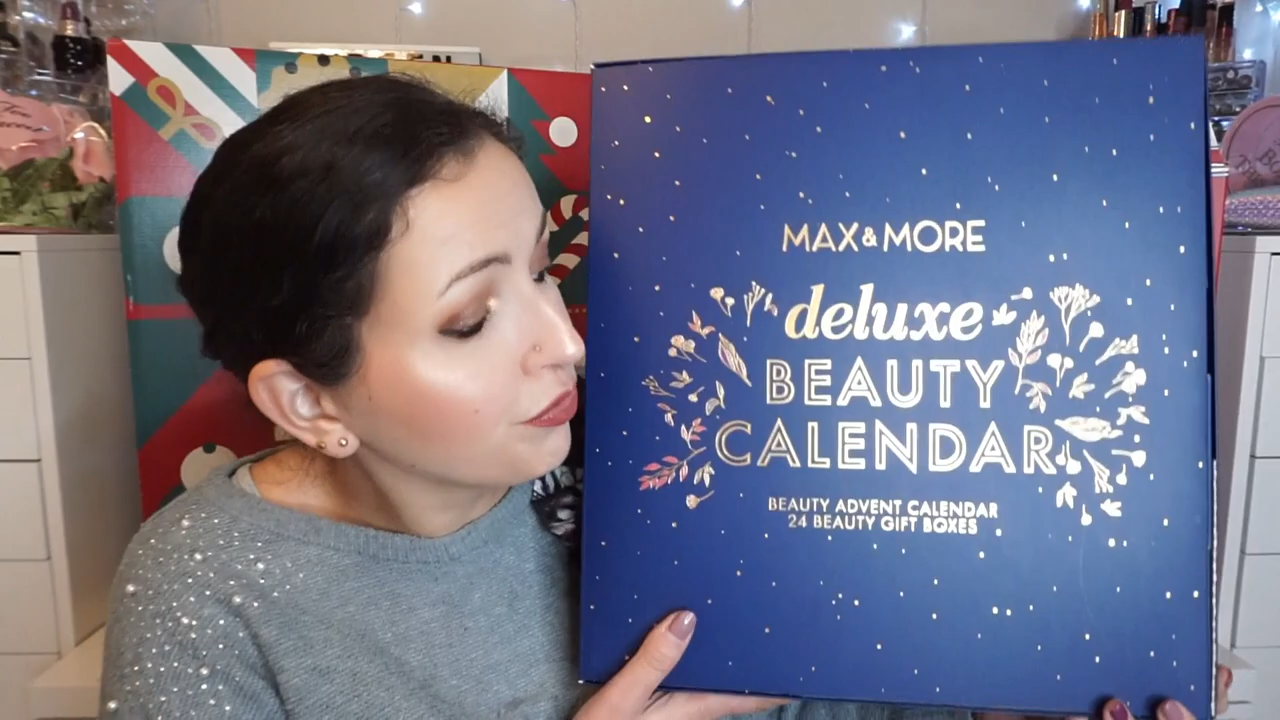 MAX & MORE
deluxe
BEAUTY
CALENDAR
BEAUTY ADVENT CALENDAR
24 BEAUTY GIFT BOXES